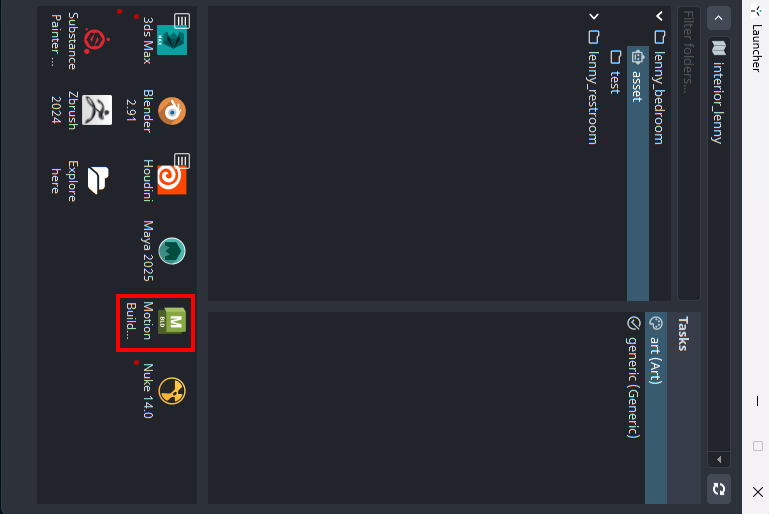 Launcher
interior_lenny
Filter folders...
lenny_bedroom
asset
test
lenny_restroom
Tasks
art (Art)
generic (Generic)
3ds Max
Blender
2.91
Houdini
Maya 2025
M
BLD
Motion
Build...
Nuke 14.0
Substance
Painter ...
Zbrush
2024
Explore
here